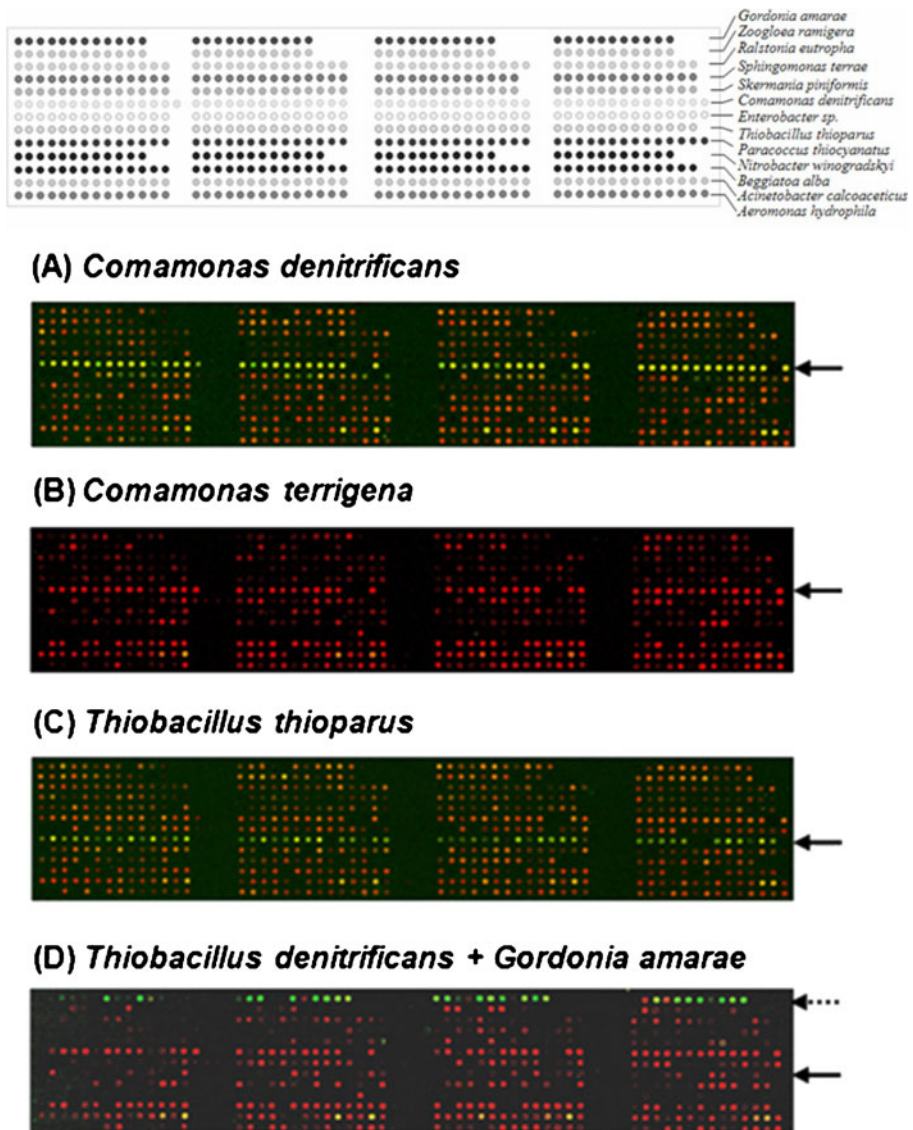 Gordonia amarae
Zoogloea ramigera
Ralstonia eutropha
Sphingomonas terrae
Skermania piniformis
Comamonas denitrificans
Enterobacter sp.
Thiobacillus thioparus
Paracoccus thiocyanatus
Nitrobacter winogradskyi
Beggiatoa alba
Acinetobacter calcoaceticus
Aeromonas hydrophila
(A) Comamonas denitrificans
(B) Comamonas terrigena
(C) Thiobacillus thioparus
(D) Thiobacillus denitrificans + Gordonia amarae